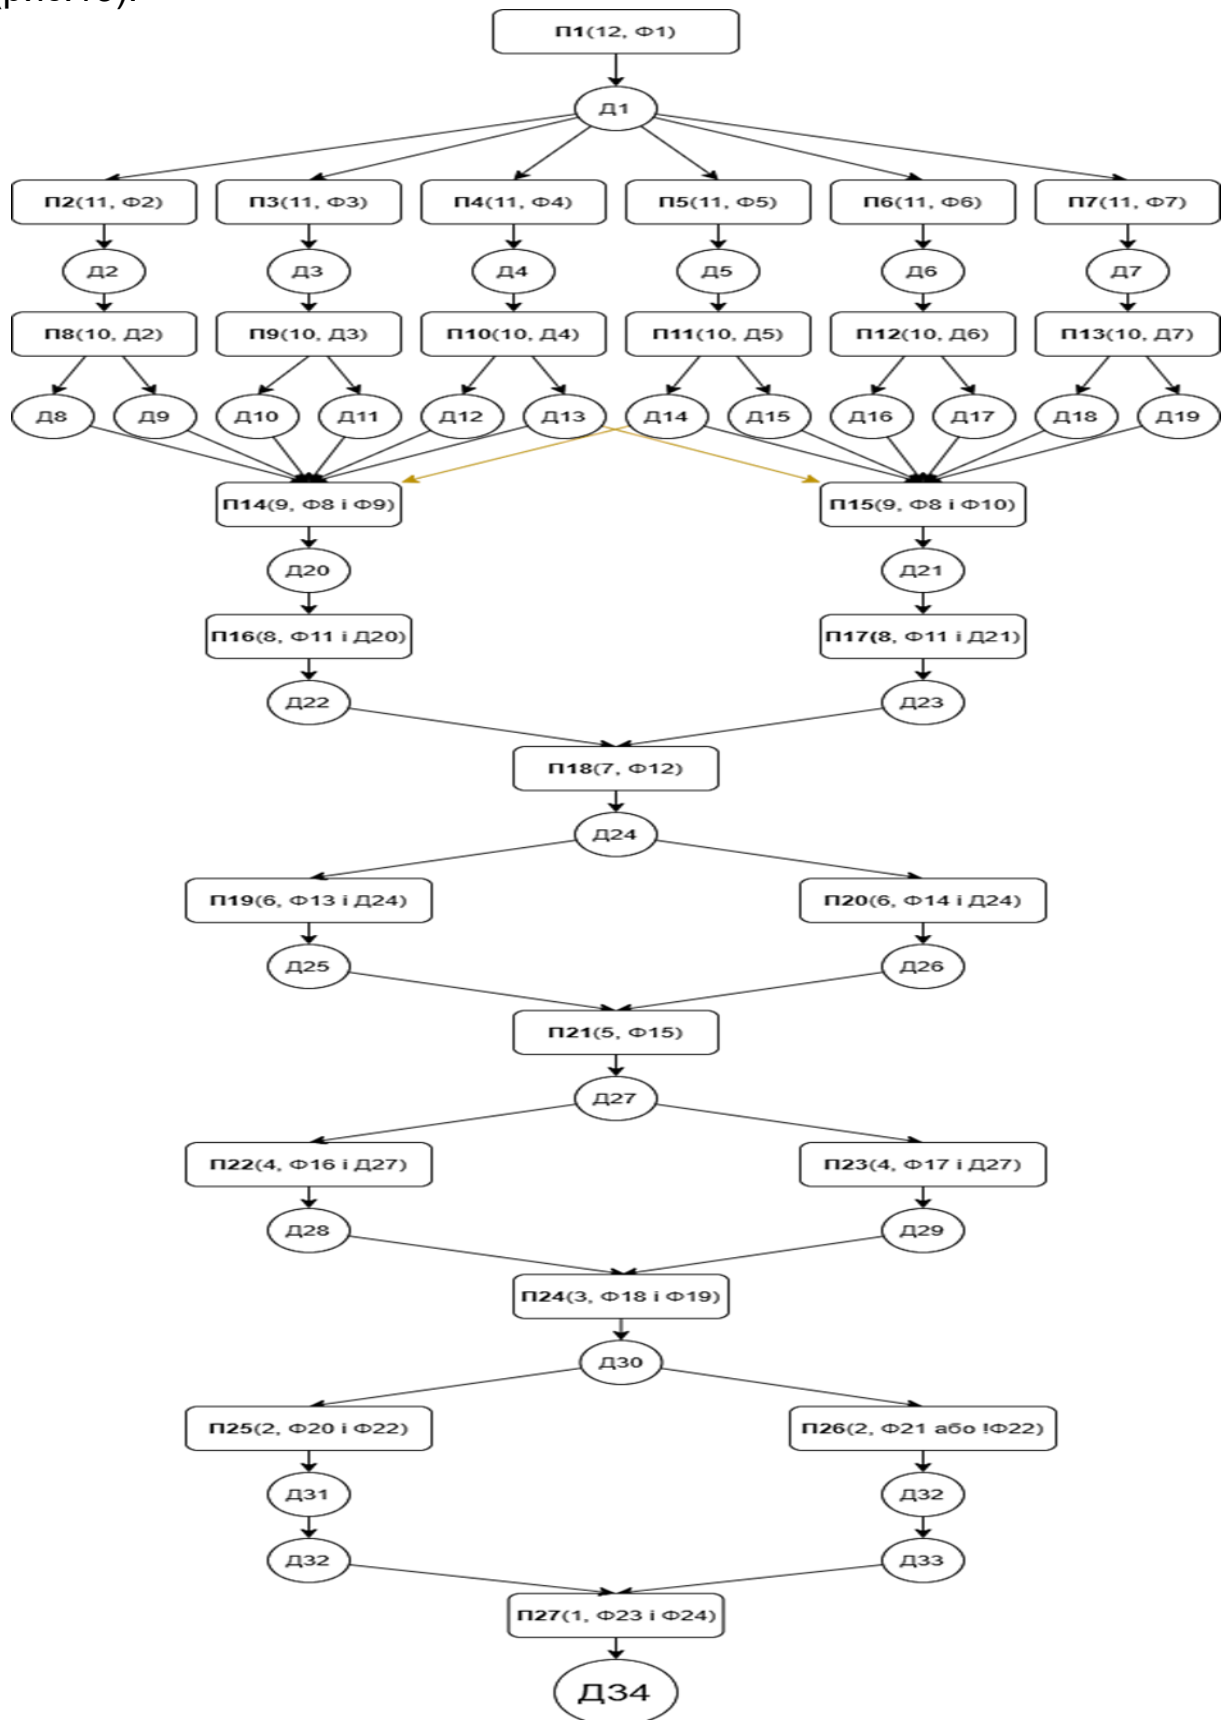 П1(12, Ф1)
Д1
П2(11, Ф2) П3(11, Ф3) П4(11, Ф4) П5(11, Ф5) П6(11, Ф6) П7(11, Ф7)
Д2 Д3 Д4 Д5 Д6 Д7
П8(10, Д2) П9(10, Д3) П10(10, Д4) П11(10, Д5) П12(10, Д6) П13(10, Д7)
Д8 Д9 Д10 Д11 Д12 Д13 Д14 Д15 Д16 Д17 Д18 Д19
П14(9, Ф8 і Ф9) П15(9, Ф8 і Ф10)
Д20 Д21
П16(8, Ф11 і Д20) П17(8, Ф11 і Д21)
Д22 Д23
П18(7, Ф12)
Д24
П19(6, Ф13 і Д24) П20(6, Ф14 і Д24)
Д25 Д26
П21(5, Ф15)
Д27
П22(4, Ф16 і Д27) П23(4, Ф17 і Д27)
Д28 Д29
П24(3, Ф18 і Ф19)
Д30
П25(2, Ф20 і Ф22) П26(2, Ф21 або !Ф22)
Д31 Д32
Д32 Д33
П27(1, Ф23 і Ф24)
Д34